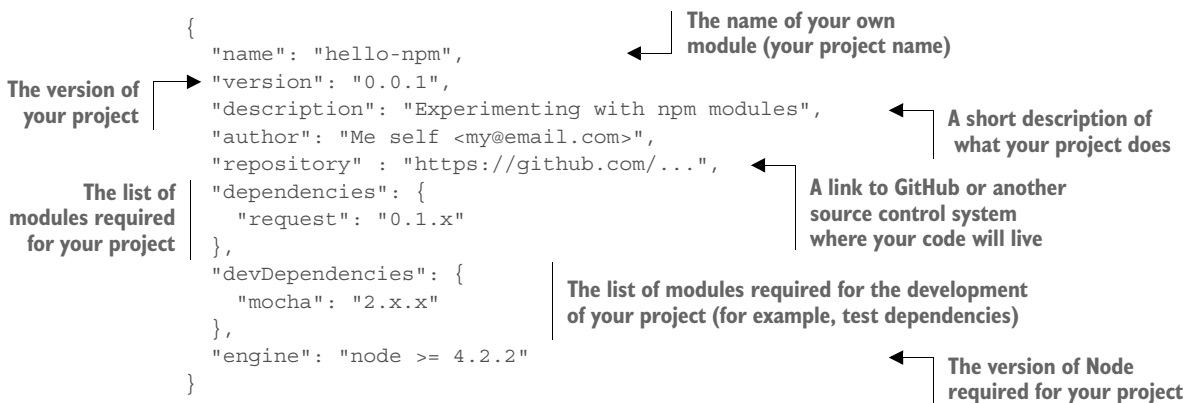 {
"name": "hello-npm",
"version": "0.0.1",
"description": "Experimenting with npm modules",
"author": "Me self <my@email.com>",
"repository" : "https://github.com/...",
"dependencies": {
"request": "0.1.x"
},
"devDependencies": {
"mocha": "2.x.x"
},
"engine": "node >= 4.2.2"
}
The name of your own
module (your project name)
The version of
your project
A short description of
what your project does
A link to GitHub or another
source control system
where your code will live
The list of
modules required
for your project
The list of modules required for the development
of your project (for example, test dependencies)
The version of Node
required for your project